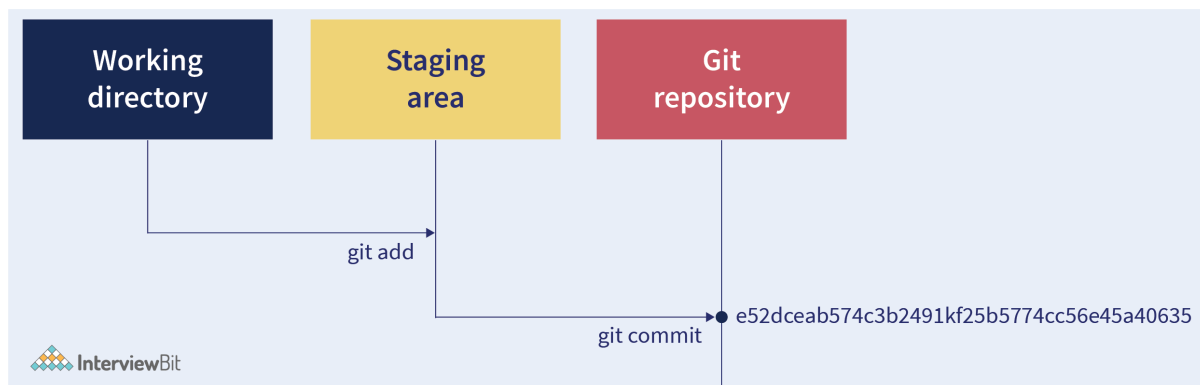 Working
directory
Staging
area
Git
repository
git add
git commit
e52dceab574c3b2491kf25b5774cc56e45a40635
InterviewBit